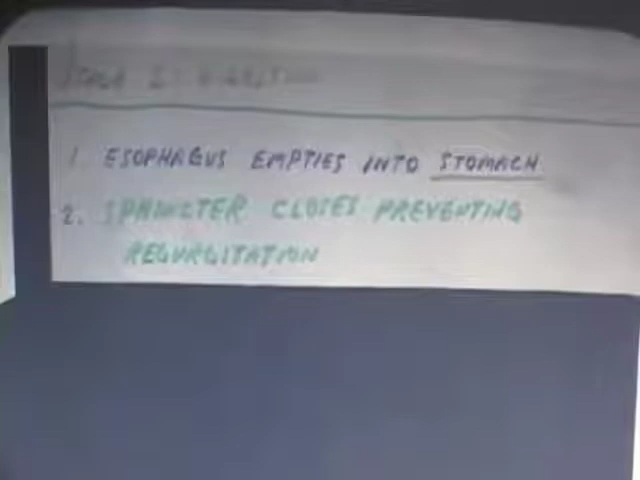 1. ESOPHAGUS EMPTIES INTO STOMACH
2. SPHINCTER CLOSES PREVENTING
REGURGITATION